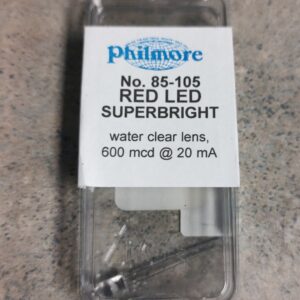 Philmore
No. 85-105
RED LED
SUPERBRIGHT
water clear lens,
600 mcd @ 20 mA